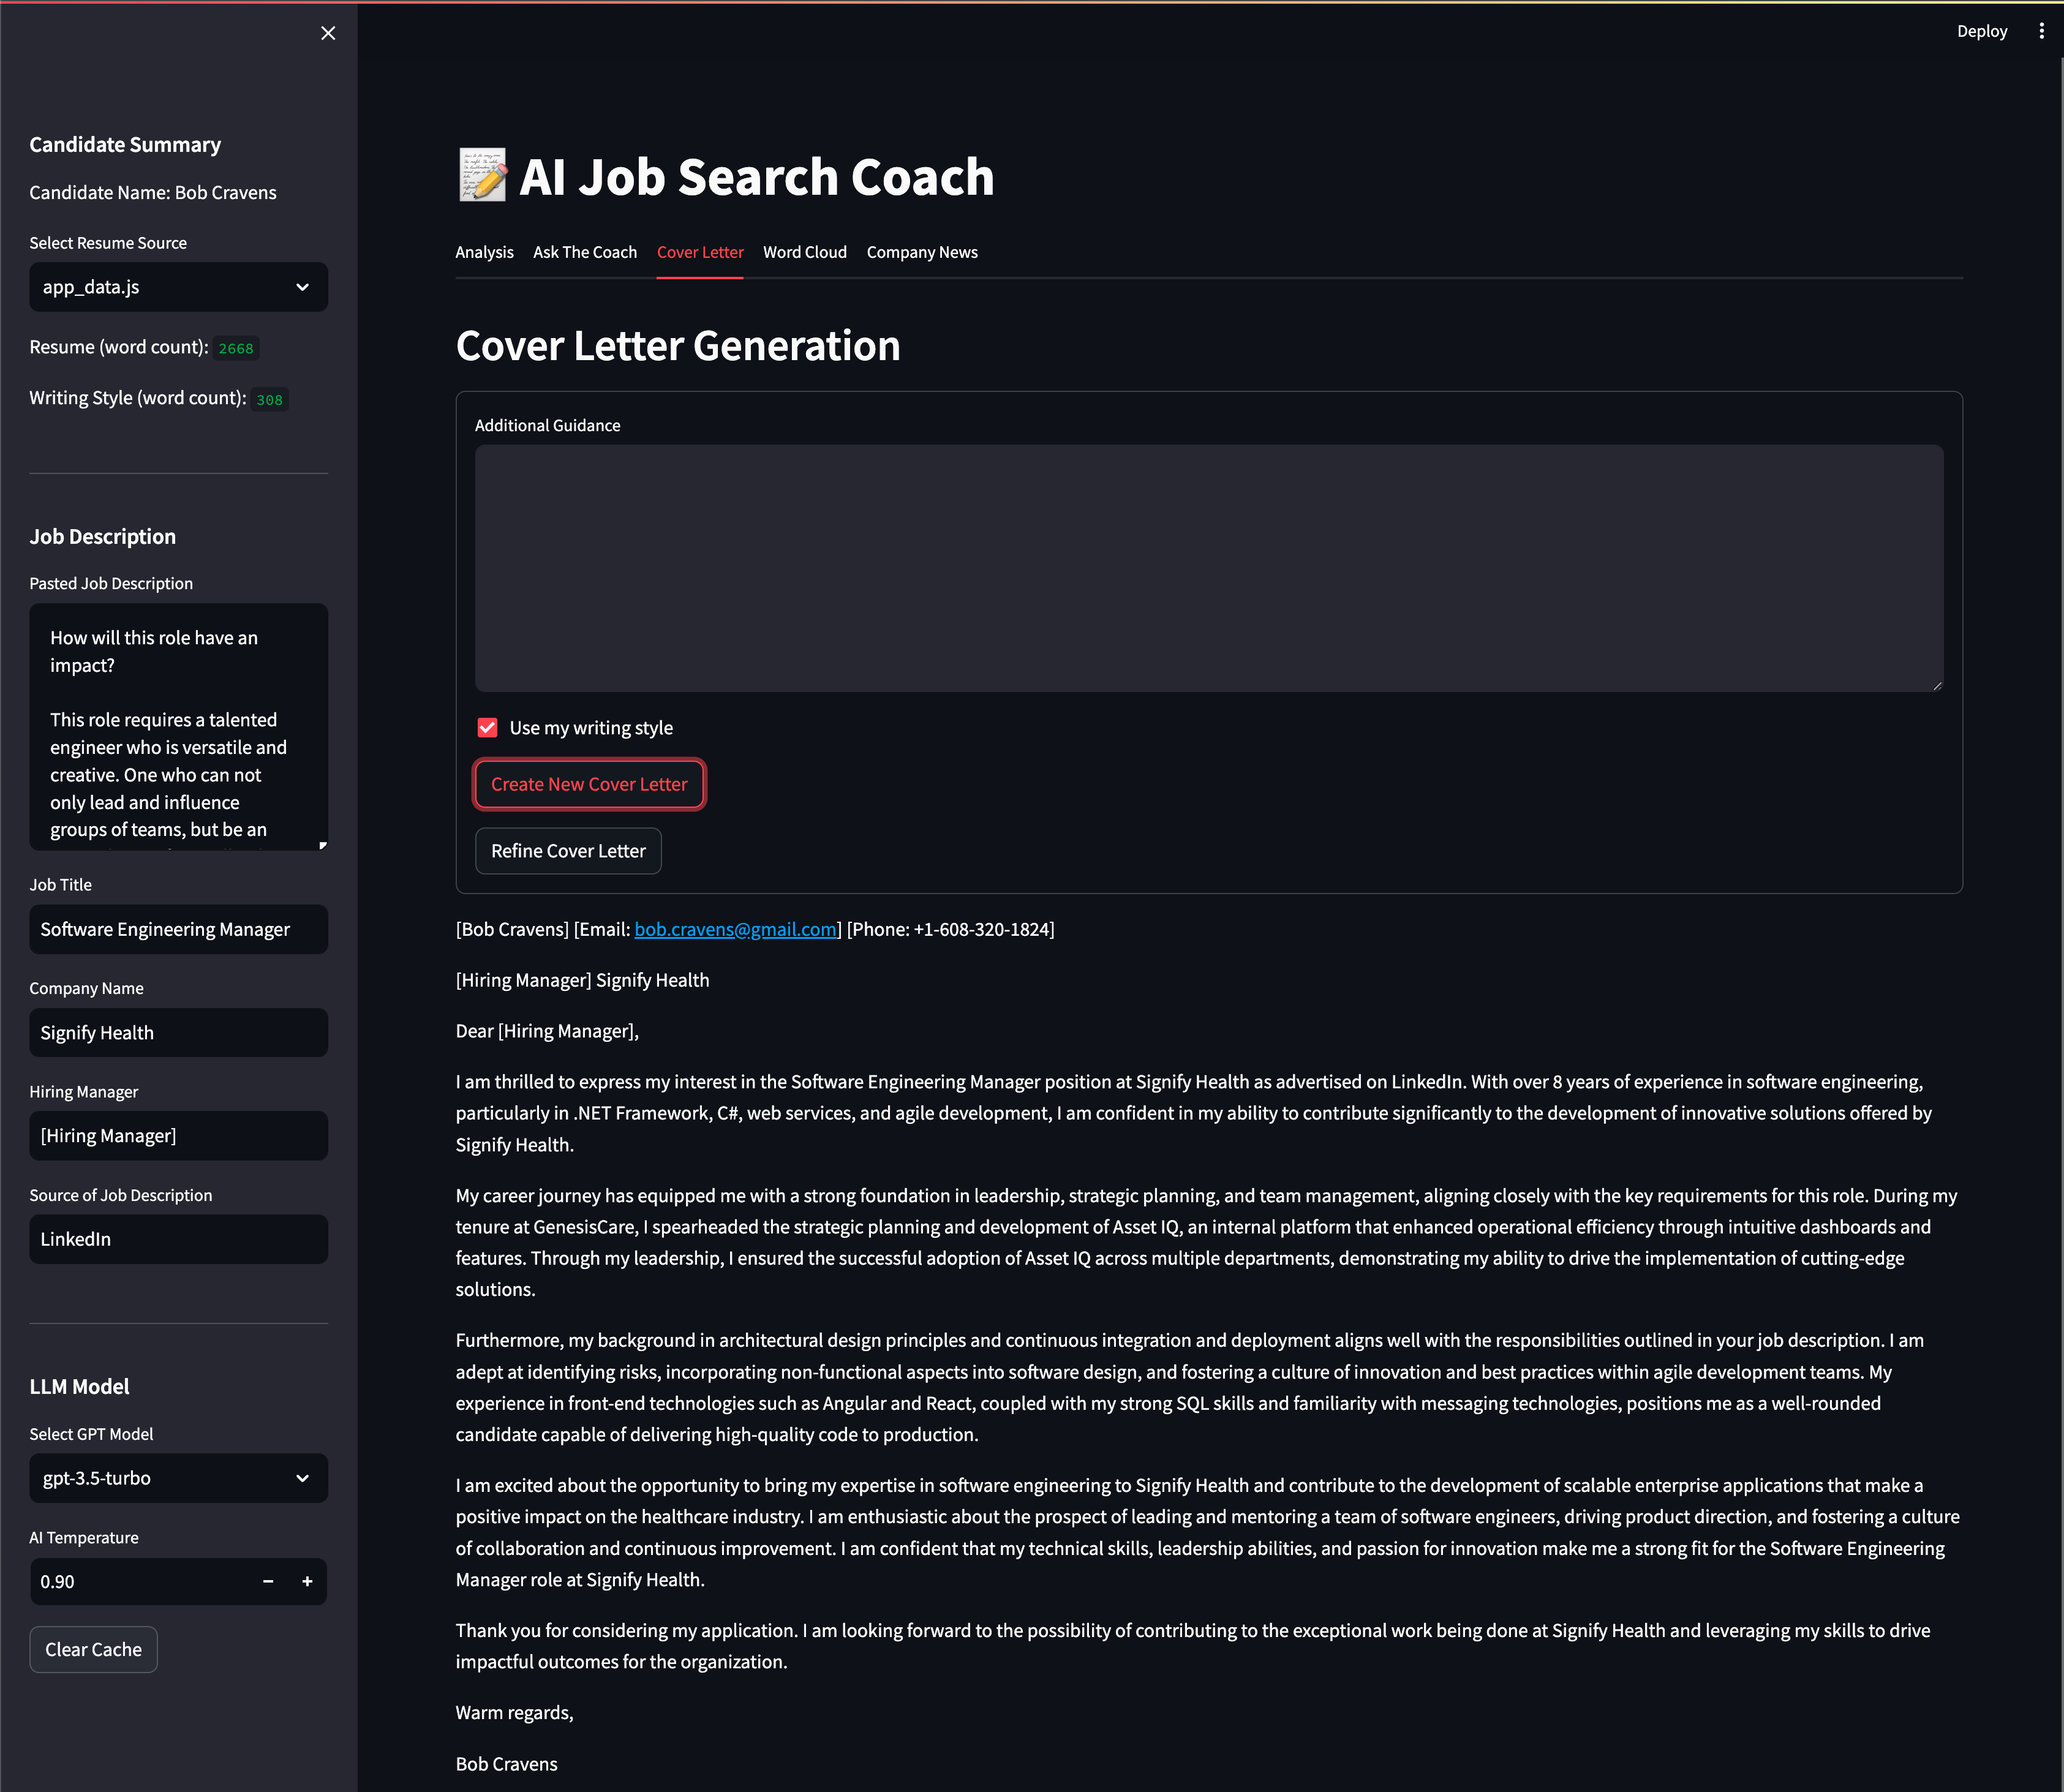 Deploy
Candidate Summary
Candidate Name: Bob Cravens
Select Resume Source
app_data.js
Resume (word count): 2668
Writing Style (word count): 308
Job Description
Pasted Job Description
How will this role have an
impact?
This role requires a talented
engineer who is versatile and
creative. One who can not
only lead and influence
groups of teams, but be an
Job Title
Software Engineering Manager
Company Name
Signify Health
Hiring Manager
[Hiring Manager]
Source of Job Description
LinkedIn
LLM Model
Select GPT Model
gpt-3.5-turbo
AI Temperature
0.90
Clear Cache
AI Job Search Coach
Analysis Ask The Coach Cover Letter Word Cloud Company News
Cover Letter Generation
Additional Guidance
Use my writing style
Create New Cover Letter
Refine Cover Letter
[Bob Cravens] [Email: bob.cravens@gmail.com] [Phone: +1-608-320-1824]
[Hiring Manager] Signify Health
Dear [Hiring Manager],
I am thrilled to express my interest in the Software Engineering Manager position at Signify Health as advertised on LinkedIn. With over 8 years of experience in software engineering,
particularly in .NET Framework, C#, web services, and agile development, I am confident in my ability to contribute significantly to the development of innovative solutions offered by
Signify Health.
My career journey has equipped me with a strong foundation in leadership, strategic planning, and team management, aligning closely with the key requirements for this role. During my
tenure at GenesisCare, I spearheaded the strategic planning and development of Asset IQ, an internal platform that enhanced operational efficiency through intuitive dashboards and
features. Through my leadership, I ensured the successful adoption of Asset IQ across multiple departments, demonstrating my ability to drive the implementation of cutting-edge
solutions.
Furthermore, my background in architectural design principles and continuous integration and deployment aligns well with the responsibilities outlined in your job description. I am
adept at identifying risks, incorporating non-functional aspects into software design, and fostering a culture of innovation and best practices within agile development teams. My
experience in front-end technologies such as Angular and React, coupled with my strong SQL skills and familiarity with messaging technologies, positions me as a well-rounded
candidate capable of delivering high-quality code to production.
I am excited about the opportunity to bring my expertise in software engineering to Signify Health and contribute to the development of scalable enterprise applications that make a
positive impact on the healthcare industry. I am enthusiastic about the prospect of leading and mentoring a team of software engineers, driving product direction, and fostering a culture
of collaboration and continuous improvement. I am confident that my technical skills, leadership abilities, and passion for innovation make me a strong fit for the Software Engineering
Manager role at Signify Health.
Thank you for considering my application. I am looking forward to the possibility of contributing to the exceptional work being done at Signify Health and leveraging my skills to drive
impactful outcomes for the organization.
Warm regards,
Bob Cravens